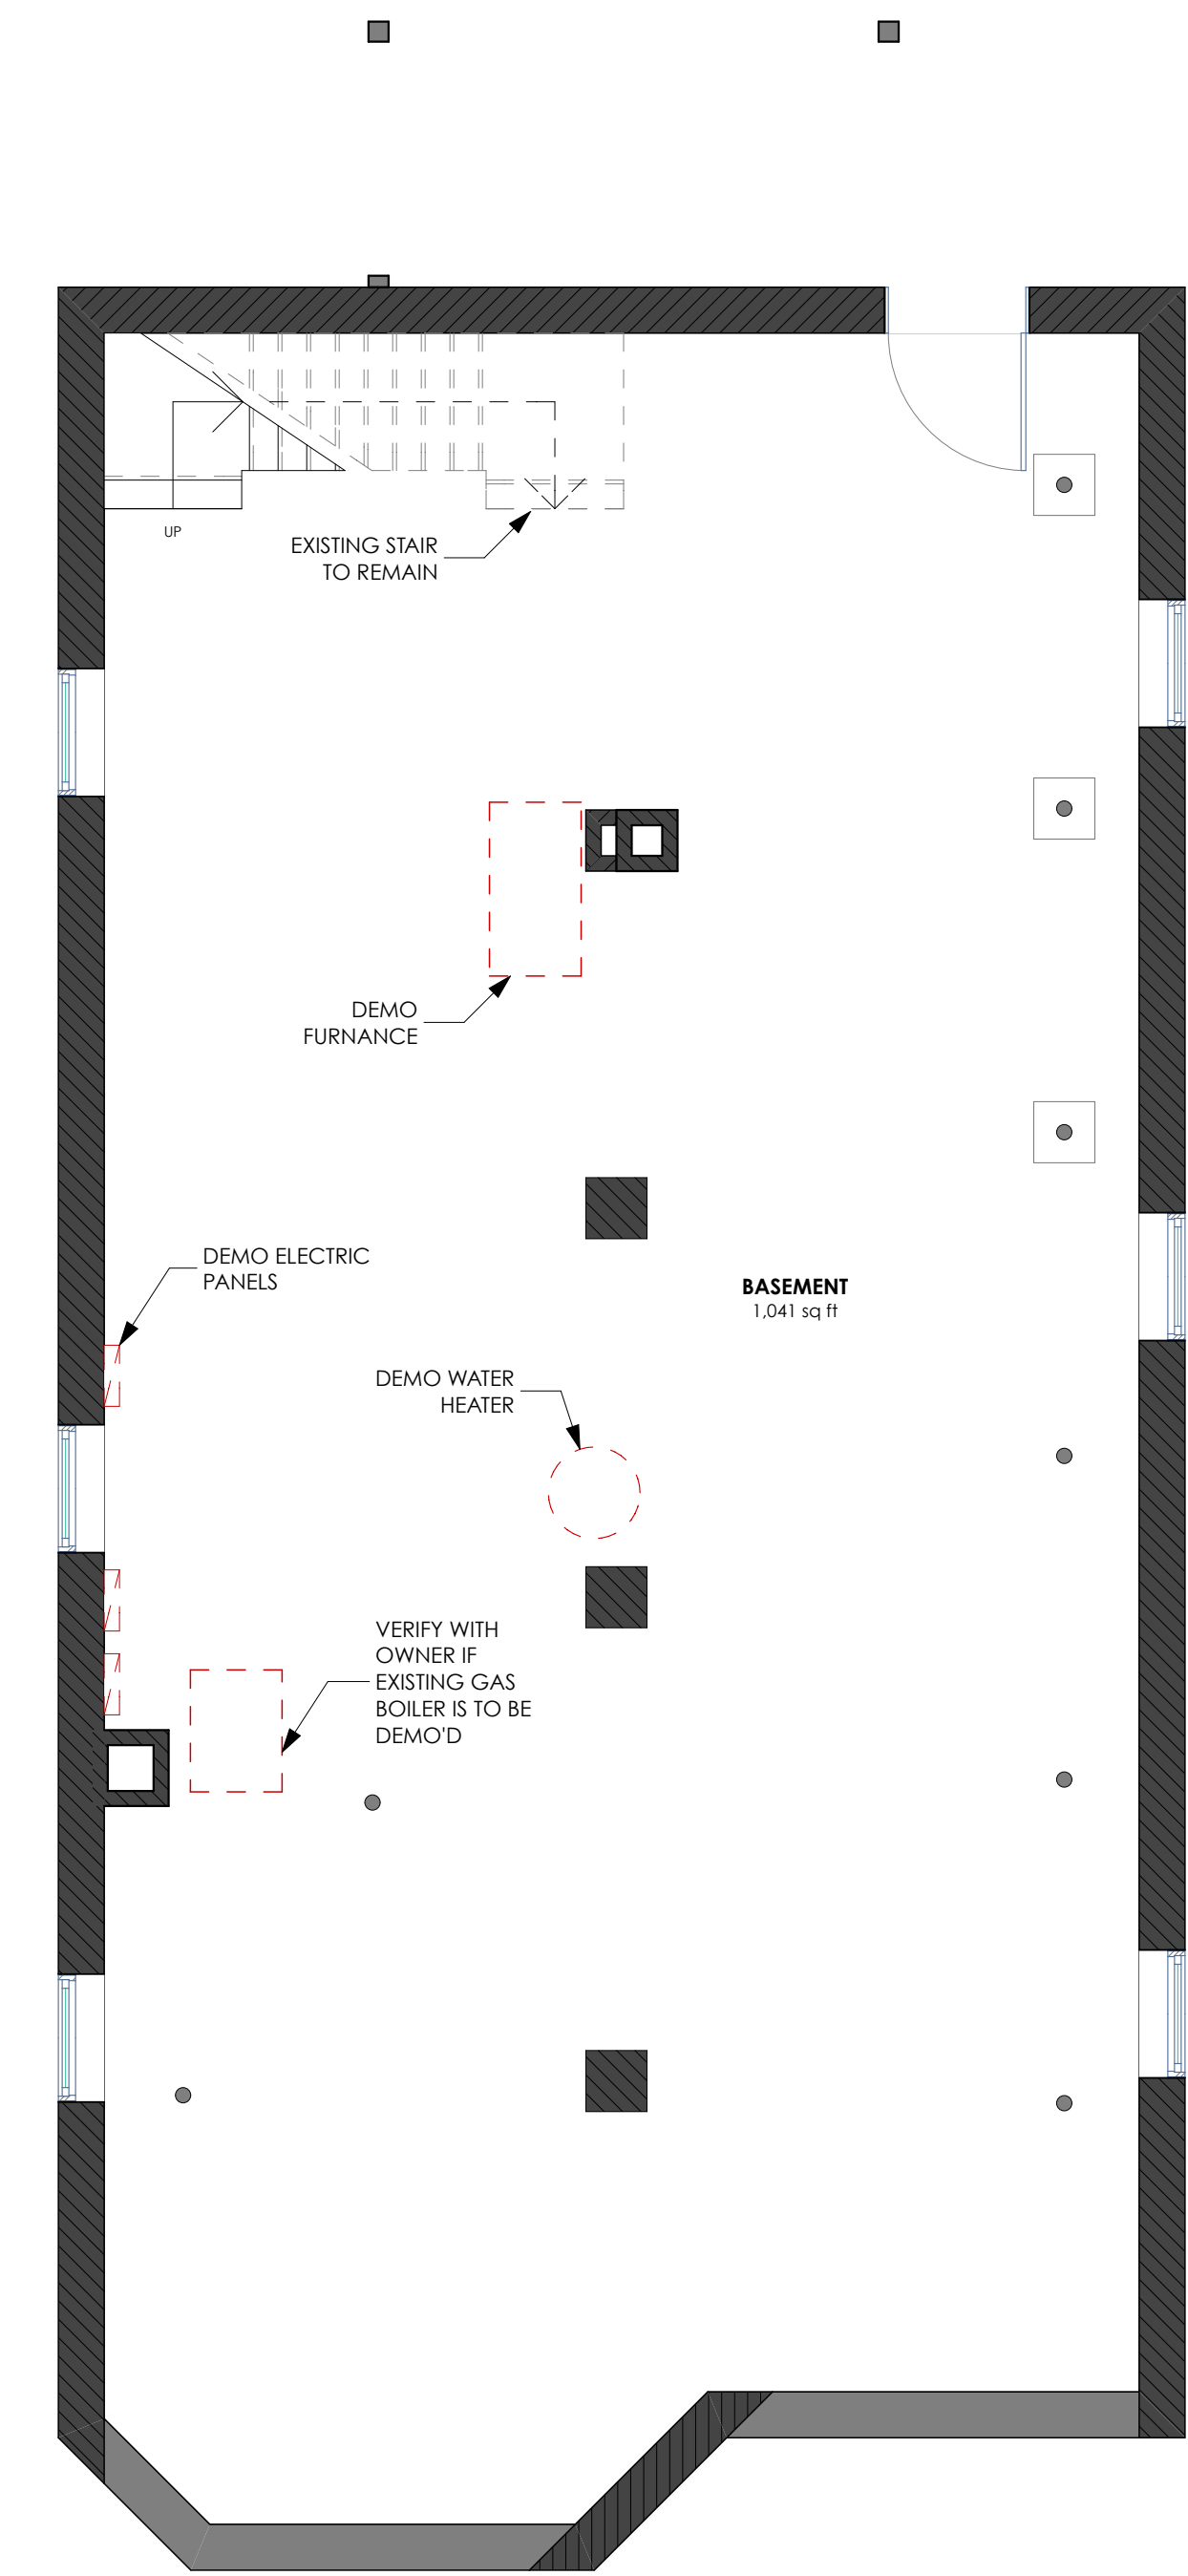 UP
EXISTING STAIR
TO REMAIN
DEMO
FURNANCE
DEMO ELECTRIC
PANELS
BASEMENT
1,041 sq ft
DEMO WATER
HEATER
VERIFY WITH
OWNER IF
EXISTING GAS
BOILER IS TO BE
DEMO'D